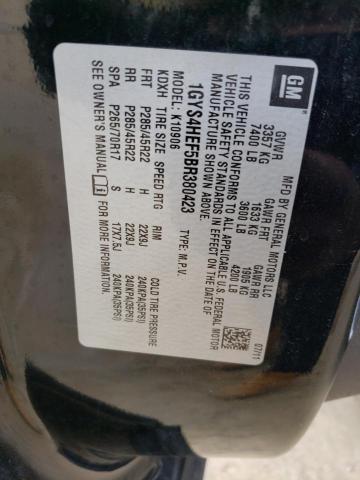 GM
MFD BY GENERAL MOTORS LLC
07/11
GVWR GAWR FRT GAWR RR
3357 KG 1633 KG 1905 KG
7400 LB 3600 LB 4200 LB
THIS VEHICLE CONFORMS TO ALL APPLICABLE U.S. FEDERAL MOTOR
VEHICLE SAFETY STANDARDS IN EFFECT ON THE DATE OF
1GYS4HEF5BR380423 TYPE: M.P.V.
K10906
KDXH TIRE SIZE SPEED RTG RIM COLD TIRE PRESSURE
FRT P285/45R22 H 22X9J 240KPA(35PSI)
RR P285/45R22 H 22X9J 240KPA(35PSI)
SPA P265/70R17 S 17X7.5J 240KPA(35PSI)
SEE OWNER'S MANUAL FOR MORE INFORMATION.